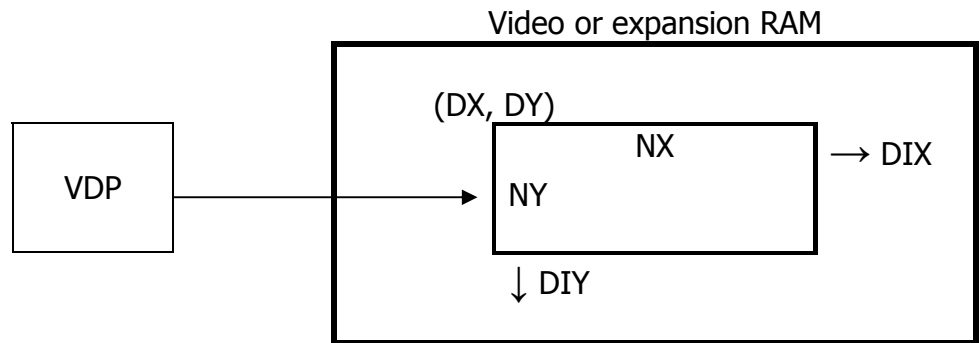 Video or expansion RAM
(DX, DY)
NX
→ DIX
VDP
NY
↓ DIY